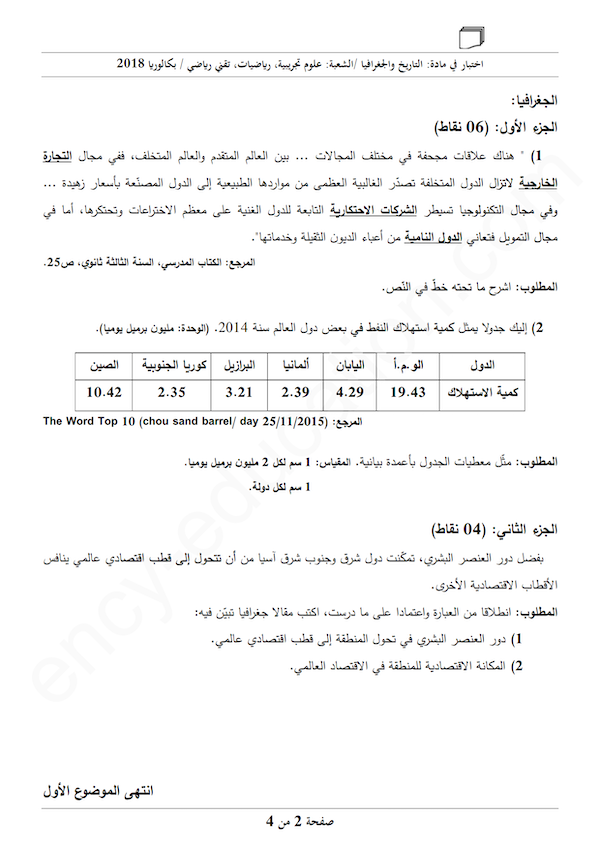 اختبار في مادة: التاريخ والجغرافيا /الشعبة: علوم تجريبية، رياضيات، تقني رياضي / بكالوريا 2018
الجغرافيا:
الجزء الأول: (06 نقاط)
1) " هناك علاقات مجحفة في مختلف المجالات ... بين العالم المتقدم والعالم المتخلف، ففي مجال التجارة
الخارجية لاتزال الدول المتخلفة تصدّر الغالبية العظمى من مواردها الطبيعية إلى الدول المصنّعة بأسعار زهيدة ...
وفي مجال التكنولوجيا تسيطر الشركات الاحتكارية التابعة للدول الغنية على معظم الاختراعات وتحتكرها، أما في
مجال التمويل فتعاني الدول النامية من أعباء الديون الثقيلة وخدماتها".
المرجع: الكتاب المدرسي، السنة الثالثة ثانوي، ص25.
المطلوب: اشرح ما تحته خطّ في النّص.
2) إليك جدولا يمثل كمية استهلاك النفط في بعض دول العالم سنة 2014. (الوحدة: مليون برميل يوميا).
الدول الو.م.أ اليابان ألمانيا البرازيل كوريا الجنوبية الصين
كمية الاستهلاك 19.43 4.29 2.39 3.21 2.35 10.42
المرجع: The Word Top 10 (chou sand barrel/ day 25/11/2015)
المطلوب: مثّل معطيات الجدول بأعمدة بيانية. المقياس: 1 سم لكل 2 مليون برميل يوميا.
1 سم لكل دولة.
الجزء الثاني: (04 نقاط)
بفضل دور العنصر البشري، تمكّنت دول شرق وجنوب شرق آسيا من أن تتحول إلى قطب اقتصادي عالمي ينافس
الأقطاب الاقتصادية الأخرى.
المطلوب: انطلاقا من العبارة واعتمادا على ما درست، اكتب مقالا جغرافيا تبيّن فيه:
1) دور العنصر البشري في تحول المنطقة إلى قطب اقتصادي عالمي.
2) المكانة الاقتصادية للمنطقة في الاقتصاد العالمي.
انتهى الموضوع الأول
صفحة 2 من 4
ency-education.com